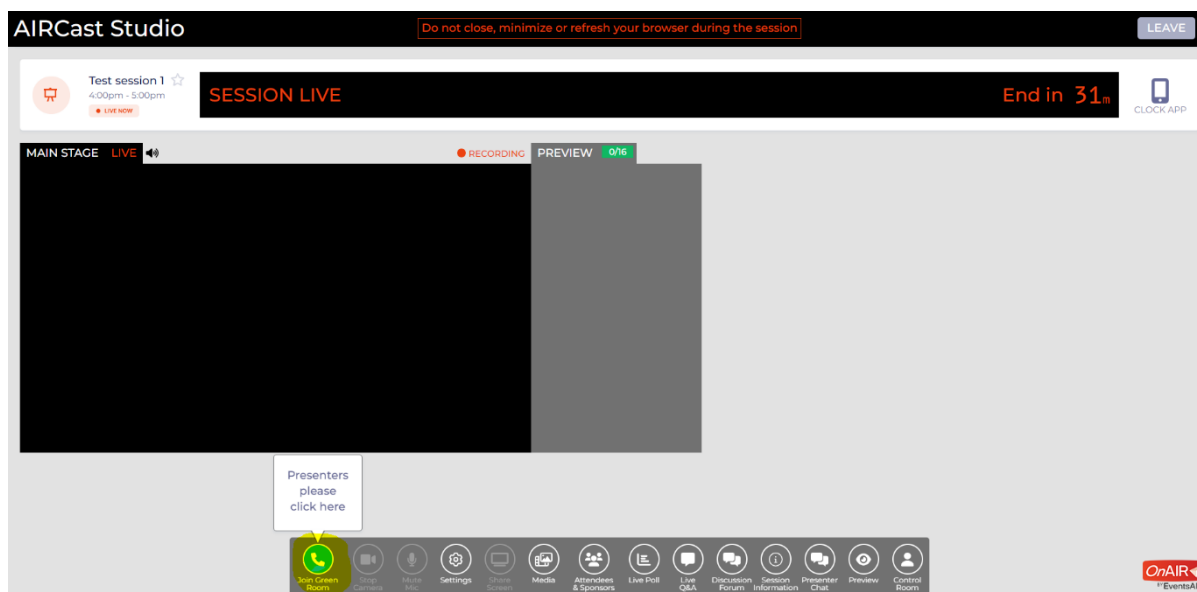 AIRCast Studio
Do not close, minimize or refresh your browser during the session
LEAVE
Test session 1
4:00pm - 5:00pm
LIVE NOW
SESSION LIVE
End in 31m
CLOCK APP
MAIN STAGE LIVE
RECORDING
PREVIEW 0/16
Presenters
please
click here
Join Green
Room
Stop
Camera
Mute
Mic
Settings
Share
Screen
Media
Attendees
& Sponsors
Live Poll
Live
Q&A
Discussion
Forum
Session
Information
Presenter
Chat
Preview
Control
Room
OnAIR
BY EventsAI